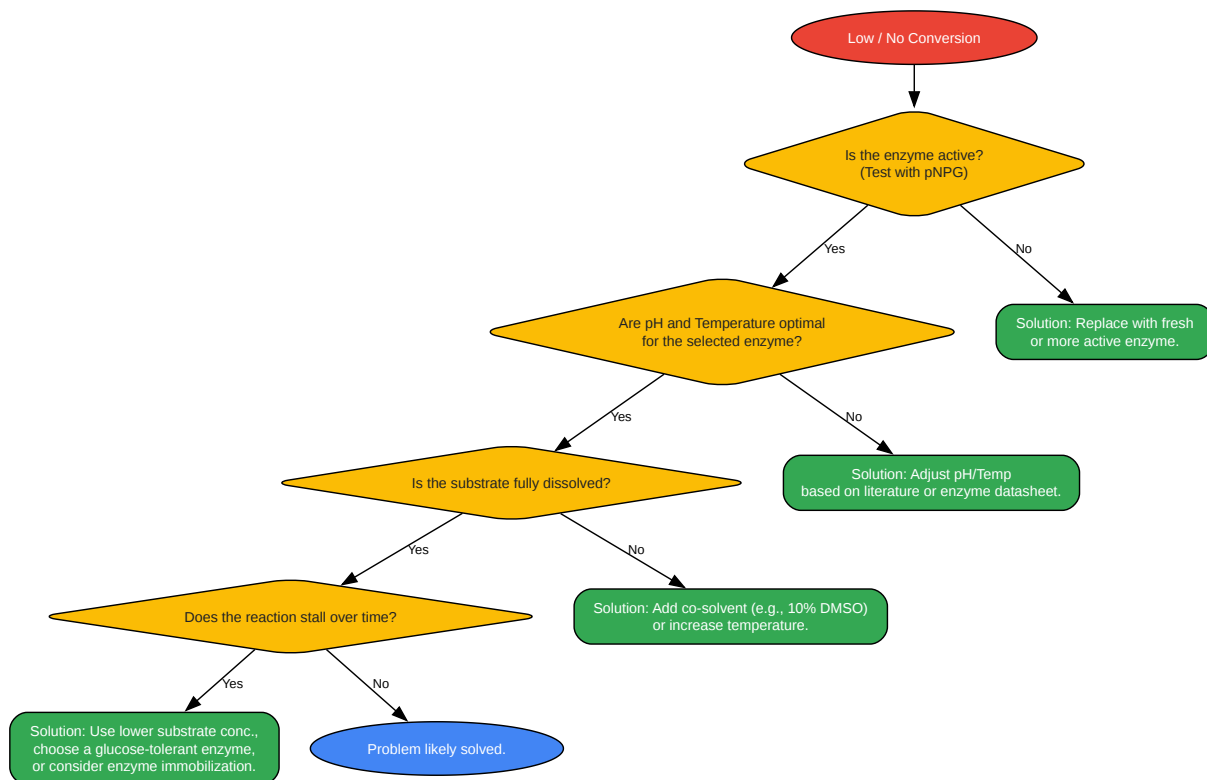 Low / No Conversion
Is the enzyme active?
(Test with pNPG)
Yes
No
Are pH and Temperature optimal
for the selected enzyme?
Solution: Replace with fresh
or more active enzyme.
Yes
No
Is the substrate fully dissolved?
Solution: Adjust pH/Temp
based on literature or enzyme datasheet.
Yes
No
Does the reaction stall over time?
Solution: Add co-solvent (e.g., 10% DMSO)
or increase temperature.
Yes
No
Solution: Use lower substrate conc.,
choose a glucose-tolerant enzyme,
or consider enzyme immobilization.
Problem likely solved.